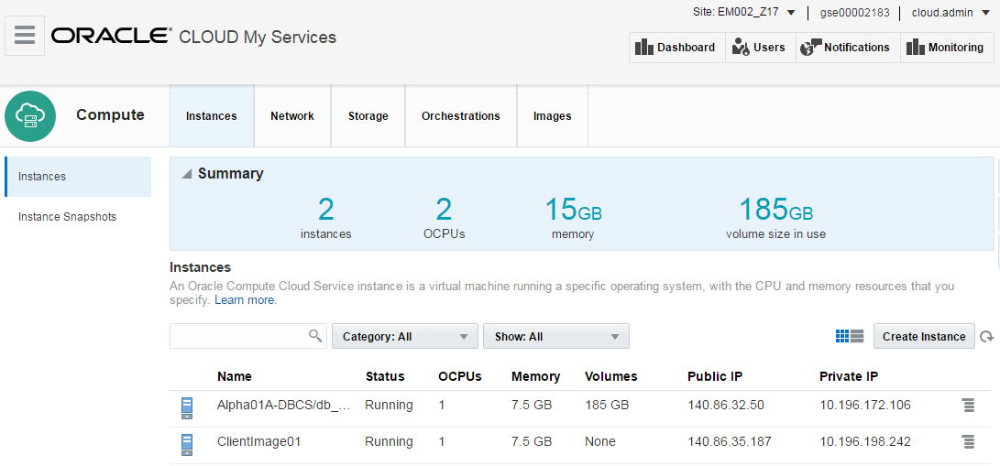 Site: EM002_Z17 gse00002183 cloud.admin
ORACLE CLOUD My Services
Dashboard Users Notifications Monitoring
Compute Instances Network Storage Orchestrations Images
Instances
Instance Snapshots
Summary
2 2 15GB 185GB
instances OCPUs memory volume size in use
Instances
An Oracle Compute Cloud Service instance is a virtual machine running a specific operating system, with the CPU and memory resources that you
specify. Learn more.
Category: All Show: All Create Instance
Name Status OCPUs Memory Volumes Public IP Private IP
Alpha01A-DBCS/db_... Running 1 7.5 GB 185 GB 140.86.32.50 10.196.172.106
ClientImage01 Running 1 7.5 GB None 140.86.35.187 10.196.198.242